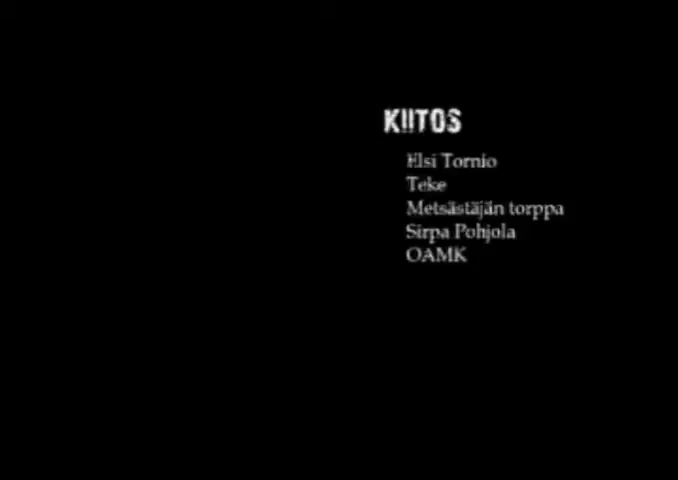 KIITOS
Elsi Tornio
Teke
Metsästäjän torppa
Sirpa Pohjola
OAMK